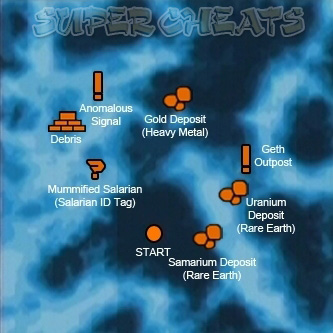 SUPER CHEATS
Anomalous
Signal
Gold Deposit
(Heavy Metal)
Debris
Geth
Outpost
Mummified Salarian
(Salarian ID Tag)
Uranium
Deposit
(Rare Earth)
START
Samarium Deposit
(Rare Earth)